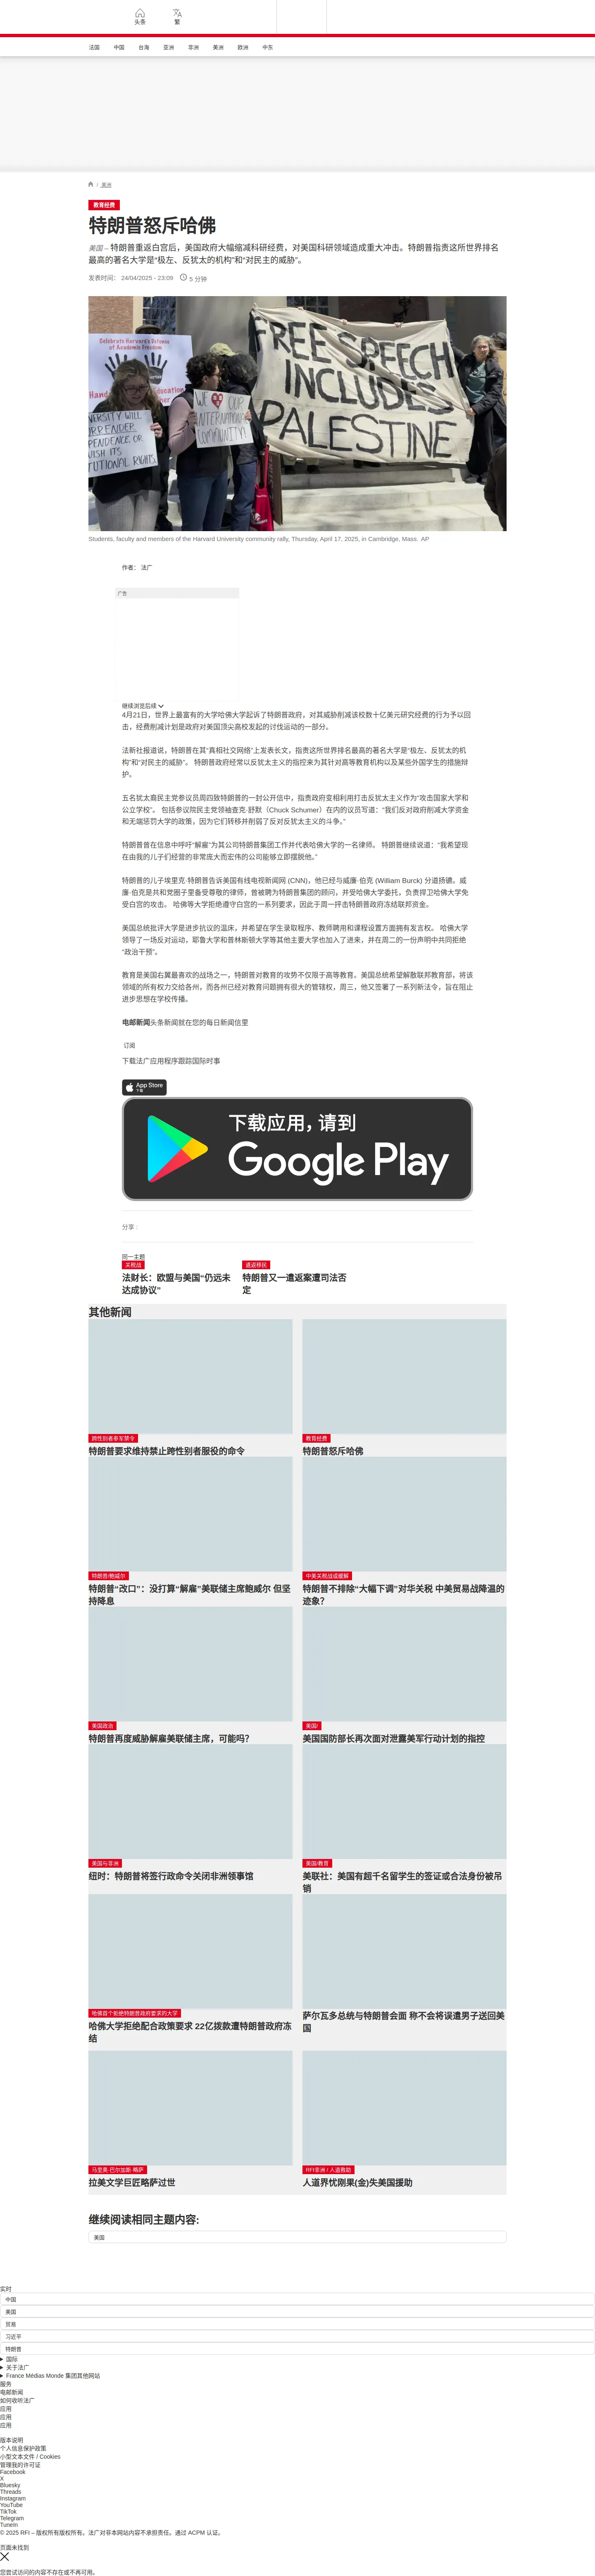 头条
繁
法国
中国
台海
亚洲
非洲
美洲
欧洲
中东
/ 美洲
教育经费
特朗普怒斥哈佛
美国 – 特朗普重返白宫后，美国政府大幅缩减科研经费，对美国科研领域造成重大冲击。特朗普指责这所世界排名
最高的著名大学是“极左、反犹太的机构”和“对民主的威胁”。
发表时间： 24/04/2025 - 23:09
5 分钟
Celebrate Harvard's Defense
of Academic Freedom
WE ♥ OUR
INTERNATIONAL
COMMUNITY
FREE SPEECH
INCLUDES
PALESTINE
Students, faculty and members of the Harvard University community rally, Thursday, April 17, 2025, in Cambridge, Mass. AP
作者： 法广
广告
继续浏览后续
4月21日，世界上最富有的大学哈佛大学起诉了特朗普政府，对其威胁削减该校数十亿美元研究经费的行为予以回
击，经费削减计划是政府对美国顶尖高校发起的讨伐运动的一部分。
法新社报道说，特朗普在其“真相社交网络”上发表长文，指责这所世界排名最高的著名大学是“极左、反犹太的机
构”和“对民主的威胁”。 特朗普政府经常以反犹太主义的指控来为其针对高等教育机构以及某些外国学生的措施辩
护。
五名犹太裔民主党参议员周四致特朗普的一封公开信中，指责政府变相利用打击反犹太主义作为“攻击国家大学和
公立学校”。 包括参议院民主党领袖查克·舒默（Chuck Schumer）在内的议员写道：“我们反对政府削减大学资金
和无端惩罚大学的政策，因为它们转移并削弱了反对反犹太主义的斗争。”
特朗普曾在信息中呼吁“解雇”为其公司特朗普集团工作并代表哈佛大学的一名律师。 特朗普继续说道：“我希望现
在由我的儿子们经营的非常庞大而宏伟的公司能够立即摆脱他。”
特朗普的儿子埃里克·特朗普告诉美国有线电视新闻网 (CNN)，他已经与威廉·伯克 (William Burck) 分道扬镳。威
廉·伯克是共和党圈子里备受尊敬的律师，曾被聘为特朗普集团的顾问，并受哈佛大学委托，负责捍卫哈佛大学免
受白宫的攻击。 哈佛等大学拒绝遵守白宫的一系列要求，因此于周一抨击特朗普政府冻结联邦资金。
美国总统批评大学是进步抗议的温床，并希望在学生录取程序、教师聘用和课程设置方面拥有发言权。 哈佛大学
领导了一场反对运动，耶鲁大学和普林斯顿大学等其他主要大学也加入了进来，并在周二的一份声明中共同拒绝
“政治干预”。
教育是美国右翼最喜欢的战场之一，特朗普对教育的攻势不仅限于高等教育。美国总统希望解散联邦教育部，将该
领域的所有权力交给各州，而各州已经对教育问题拥有很大的管辖权，周三，他又签署了一系列新法令，旨在阻止
进步思想在学校传播。
电邮新闻头条新闻就在您的每日新闻信里
订阅
下载法广应用程序跟踪国际时事
App Store
下载
下载应用，请到
Google Play
分享 :
同一主题
关税战
法财长：欧盟与美国“仍远未
达成协议”
遣返移民
特朗普又一遣返案遭司法否
定
其他新闻
跨性别者参军禁令
特朗普要求维持禁止跨性别者服役的命令
教育经费
特朗普怒斥哈佛
特朗普/鲍威尔
特朗普“改口”：没打算“解雇”美联储主席鲍威尔 但坚
持降息
中美关税战或缓解
特朗普不排除“大幅下调”对华关税 中美贸易战降温的
迹象？
美国政治
特朗普再度威胁解雇美联储主席，可能吗？
美国/
美国国防部长再次面对泄露美军行动计划的指控
美国与非洲
纽时：特朗普将签行政命令关闭非洲领事馆
美国/教育
美联社：美国有超千名留学生的签证或合法身份被吊
销
哈佛首个拒绝特朗普政府要求的大学
哈佛大学拒绝配合政策要求 22亿拨款遭特朗普政府冻
结
萨尔瓦多总统与特朗普会面 称不会将误遣男子送回美
国
马里奥·巴尔加斯·略萨
拉美文学巨匠略萨过世
RFI非洲 / 人道救助
人道界忧刚果(金)失美国援助
继续阅读相同主题内容:
美国
实时
中国
美国
贸易
习近平
特朗普
国际
关于法广
France Médias Monde 集团其他网站
服务
电邮新闻
如何收听法广
应用
应用
应用
版本说明
个人信息保护政策
小型文本文件 / Cookies
管理我的许可证
Facebook
X
Bluesky
Threads
Instagram
YouTube
TikTok
Telegram
TuneIn
© 2025 RFI – 版权所有版权所有。法广对非本网站内容不承担责任。通过 ACPM 认证。
页面未找到
您尝试访问的内容不存在或不再可用。